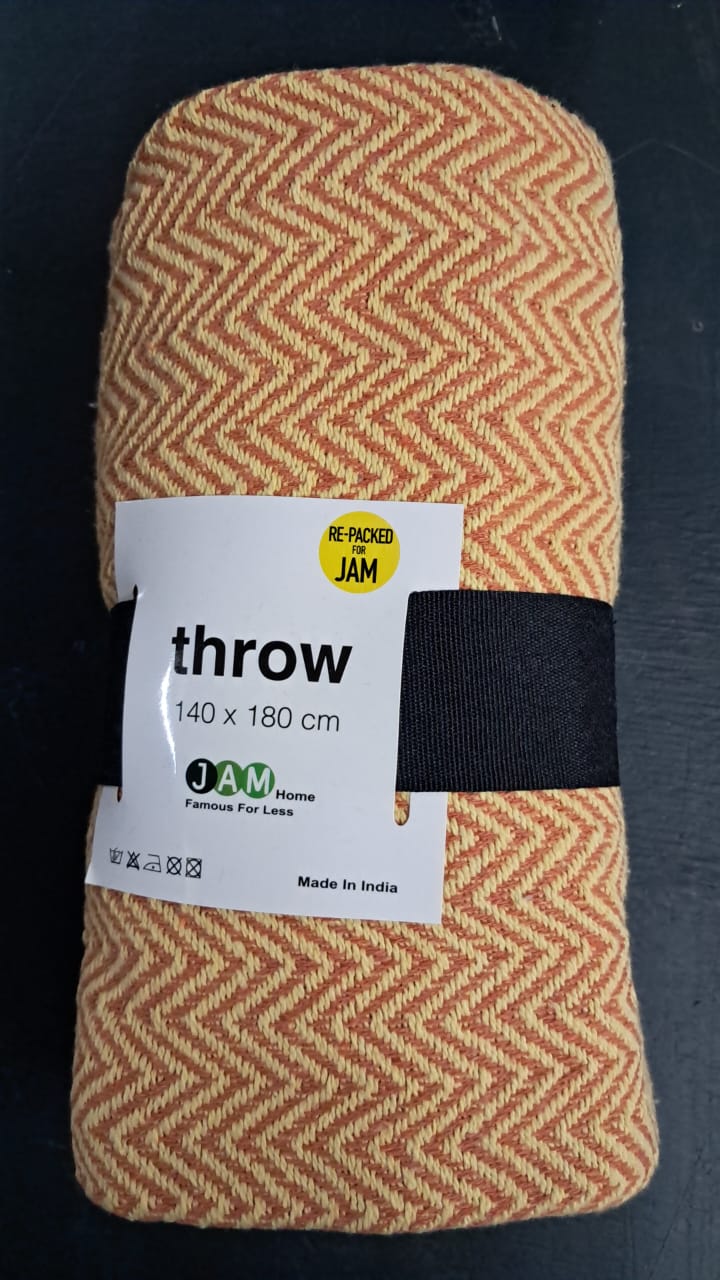 RE-PACKED
FOR
JAM
throw
140 x 180 cm
JAM Home
Famous For Less
Made In India